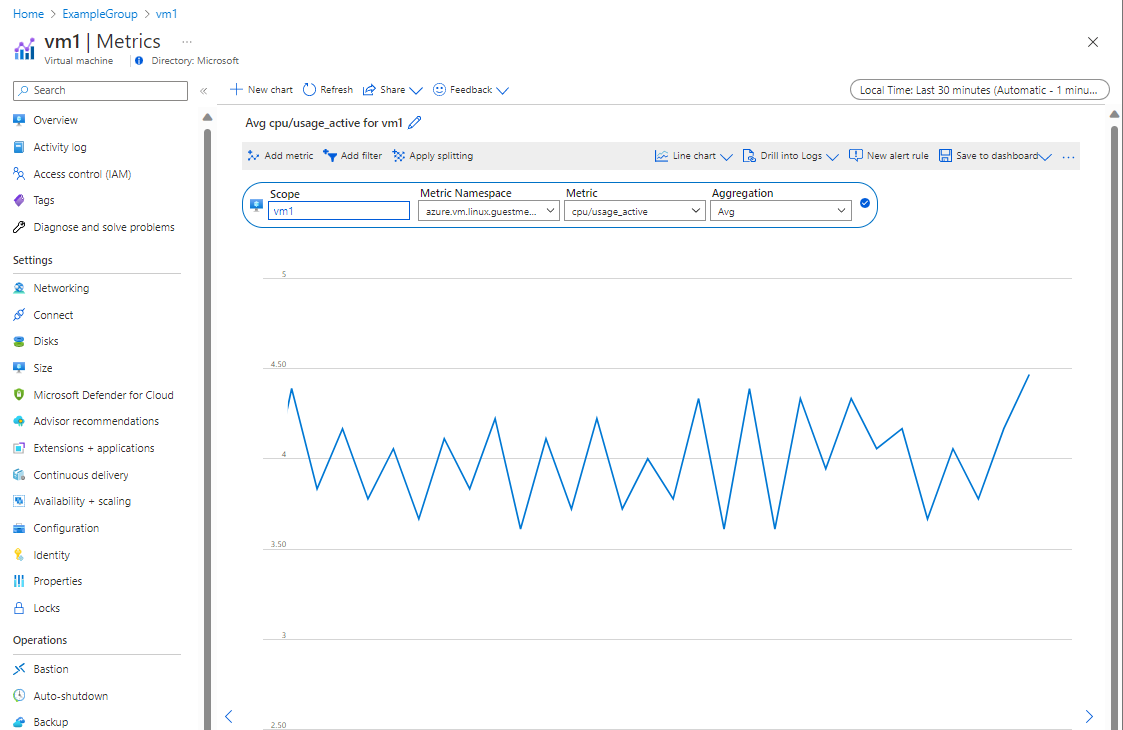 Home > ExampleGroup > vm1
vm1 | Metrics ...
Virtual machine
Directory: Microsoft
Search
Overview
Activity log
Access control (IAM)
Tags
Diagnose and solve problems
Settings
Networking
Connect
Disks
Size
Microsoft Defender for Cloud
Advisor recommendations
Extensions + applications
Continuous delivery
Availability + scaling
Configuration
Identity
Properties
Locks
Operations
Bastion
Auto-shutdown
Backup
New chart
Refresh
Share
Feedback
Local Time: Last 30 minutes (Automatic - 1 minu...
Avg cpu/usage_active for vm1
Add metric
Add filter
Apply splitting
Line chart
Drill into Logs
New alert rule
Save to dashboard
...
Scope
vm1
Metric Namespace
azure.vm.linux.guestme...
Metric
cpu/usage_active
Aggregation
Avg
5
4.50
4
3.50
3
2.50